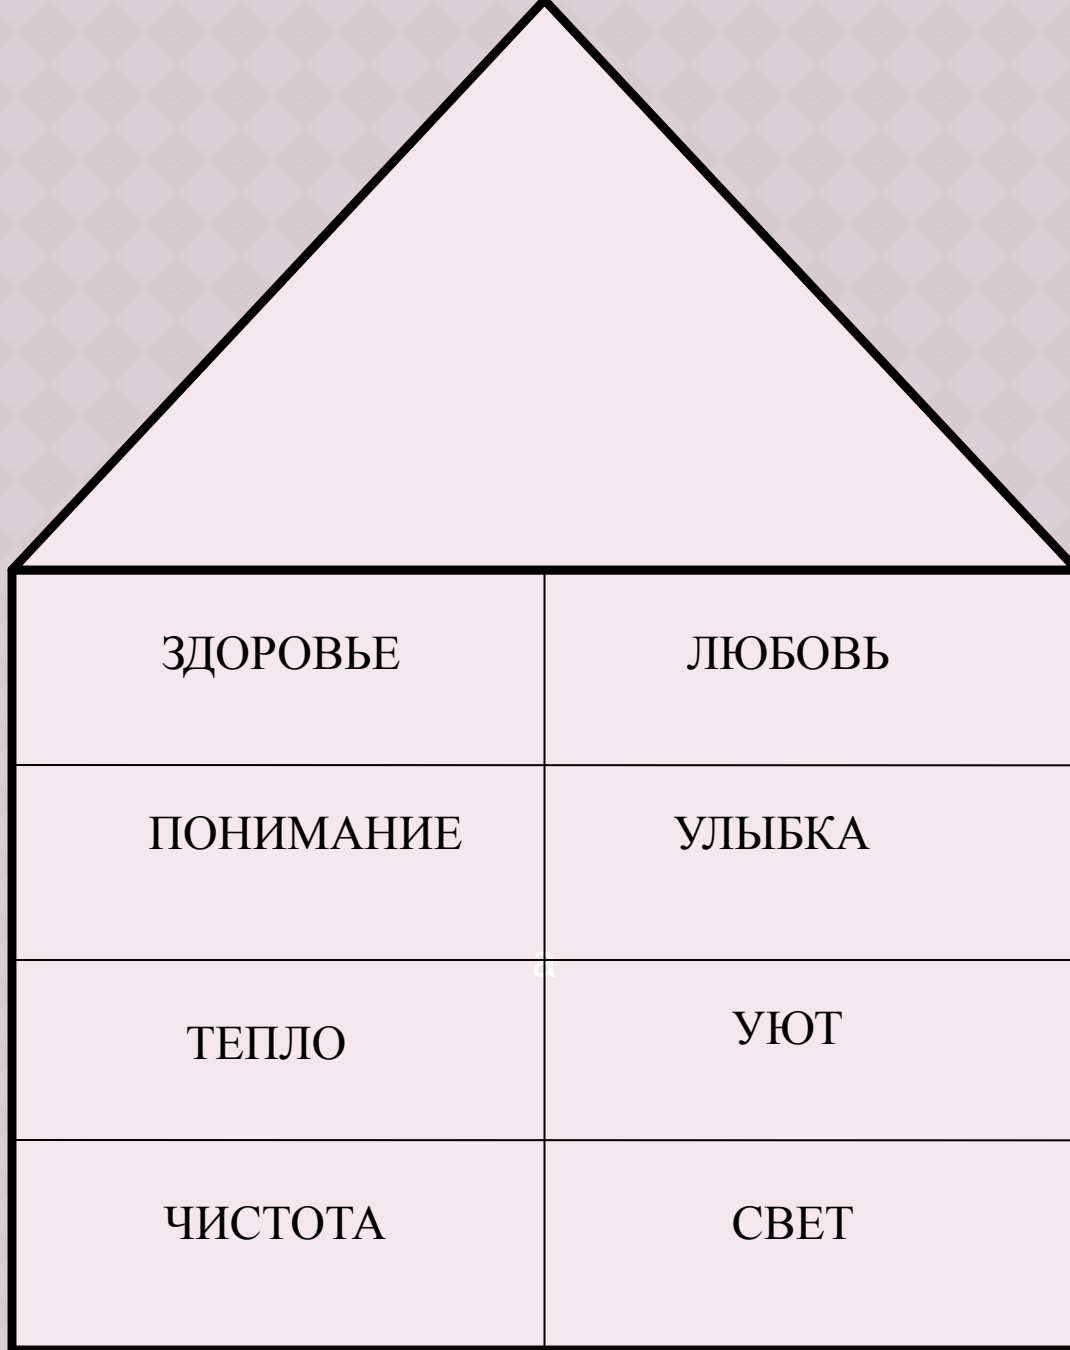 ЗДОРОВЬЕ ЛЮБОВЬ
ПОНИМАНИЕ УЛЫБКА
а
ТЕПЛО УЮТ
ЧИСТОТА СВЕТ